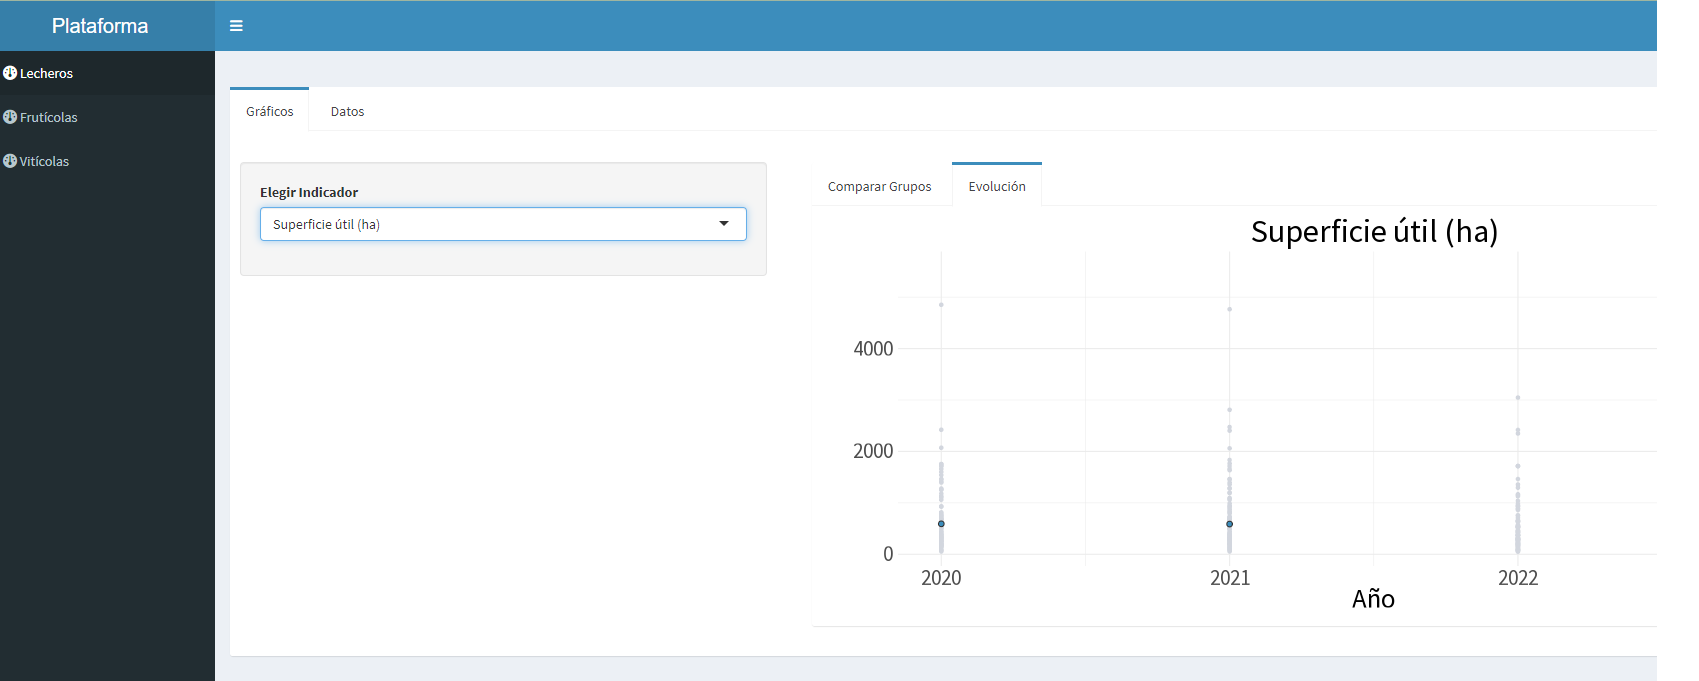 Plataforma
Lecheros
Frutícolas
Vitícolas
Gráficos
Datos
Elegir Indicador
Superficie útil (ha)
Comparar Grupos
Evolución
Superficie útil (ha)
4000
2000
0
2020
2021
2022
Año